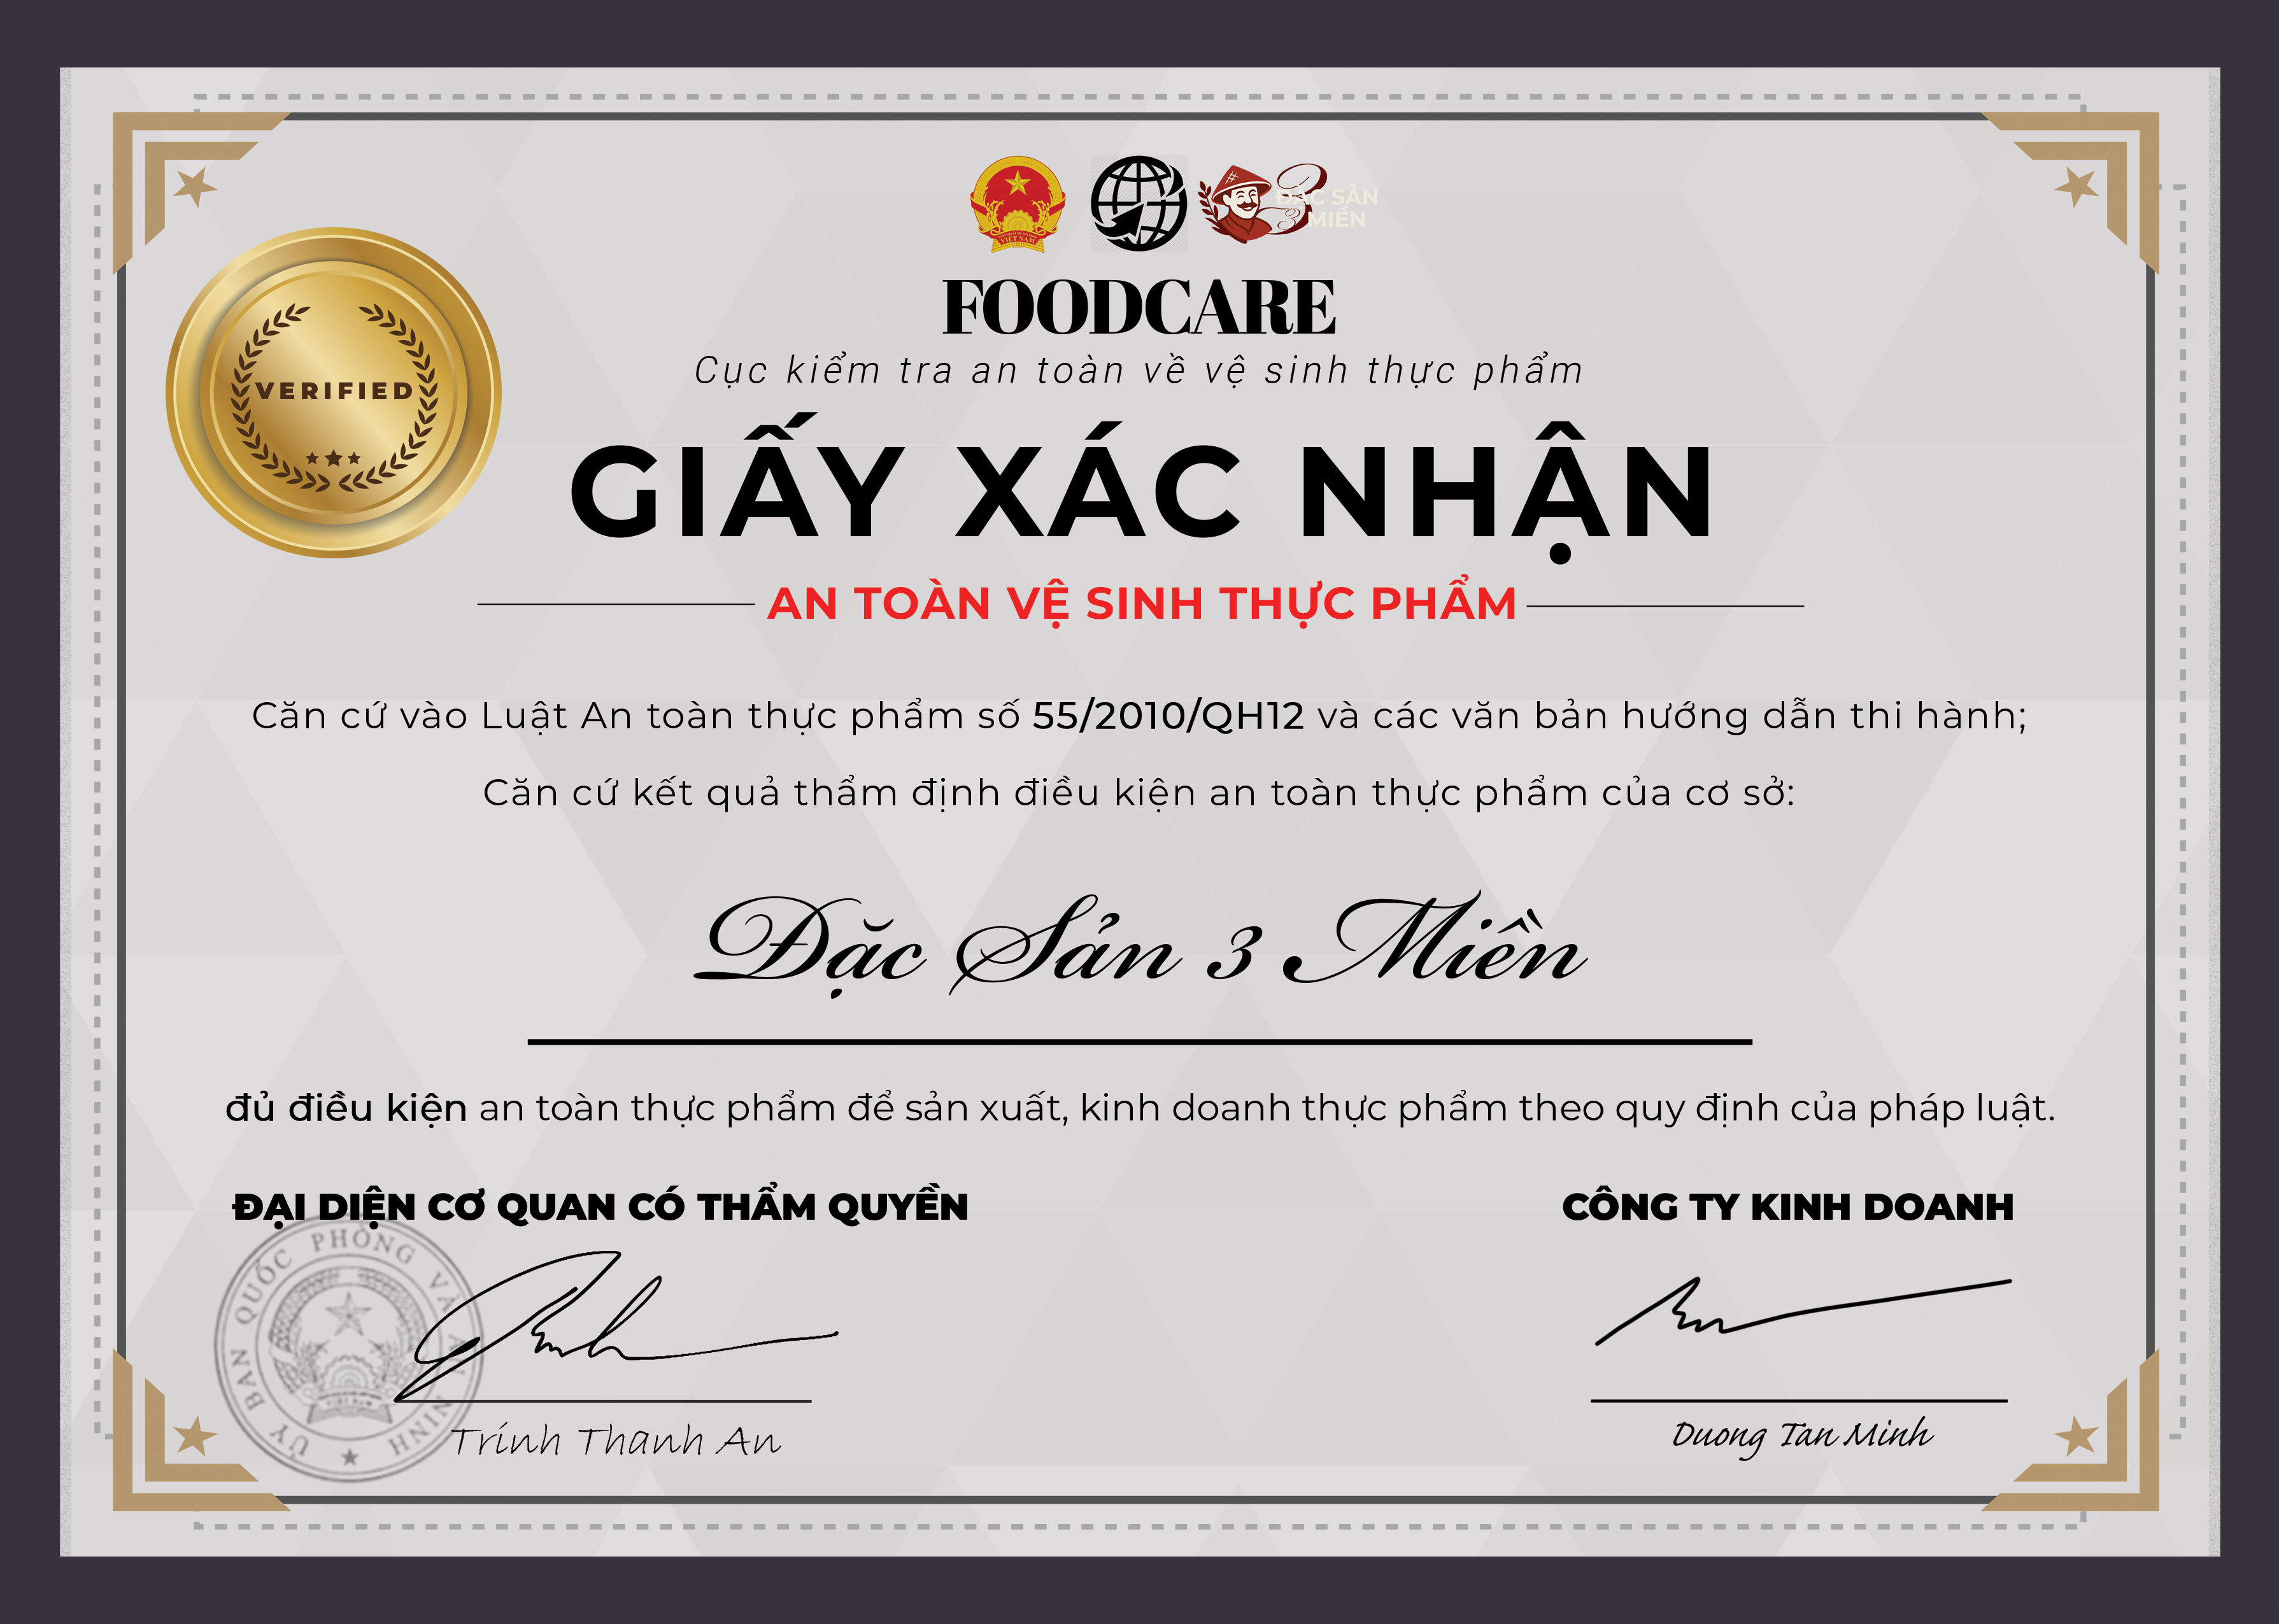 VIỆT NAM
ĐẶC SẢN
3 MIỀN
FOODCARE
Cục kiểm tra an toàn về vệ sinh thực phẩm
VERIFIED
GIẤY XÁC NHẬN
AN TOÀN VỆ SINH THỰC PHẨM
Căn cứ vào Luật An toàn thực phẩm số 55/2010/QH12 và các văn bản hướng dẫn thi hành;
Căn cứ kết quả thẩm định điều kiện an toàn thực phẩm của cơ sở:
Đặc Sản 3 Miền
đủ điều kiện an toàn thực phẩm để sản xuất, kinh doanh thực phẩm theo quy định của pháp luật.
ĐẠI DIỆN CƠ QUAN CÓ THẨM QUYỀN
CÔNG TY KINH DOANH
ỦY BAN QUỐC PHÒNG VÀ AN NINH
Trính Thanh An
Duong Tan Minh